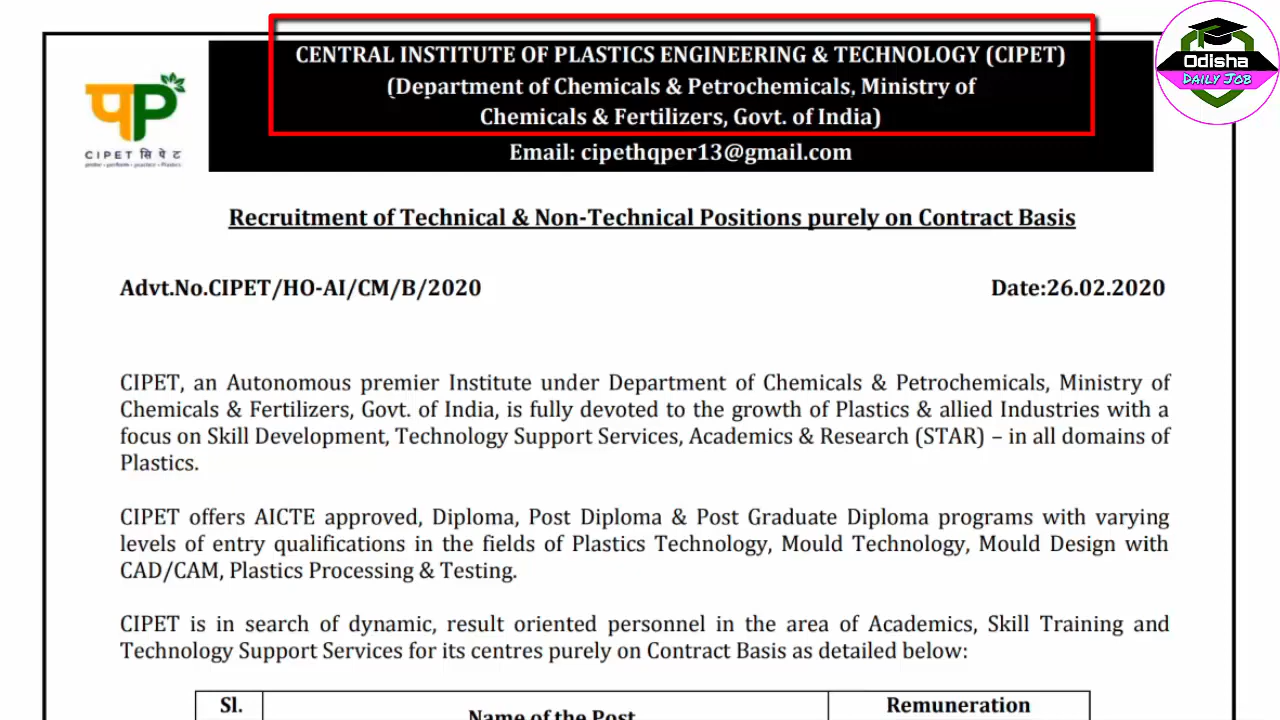 CENTRAL INSTITUTE OF PLASTICS ENGINEERING & TECHNOLOGY (CIPET)
(Department of Chemicals & Petrochemicals, Ministry of
Chemicals & Fertilizers, Govt. of India)
Email: cipethqper13@gmail.com
Odisha
DAILY JOB
CIPET सिपेट
Recruitment of Technical & Non-Technical Positions purely on Contract Basis
Advt.No.CIPET/HO-AI/CM/B/2020
Date:26.02.2020
CIPET, an Autonomous premier Institute under Department of Chemicals & Petrochemicals, Ministry of
Chemicals & Fertilizers, Govt. of India, is fully devoted to the growth of Plastics & allied Industries with a
focus on Skill Development, Technology Support Services, Academics & Research (STAR) – in all domains of
Plastics.
CIPET offers AICTE approved, Diploma, Post Diploma & Post Graduate Diploma programs with varying
levels of entry qualifications in the fields of Plastics Technology, Mould Technology, Mould Design with
CAD/CAM, Plastics Processing & Testing.
CIPET is in search of dynamic, result oriented personnel in the area of Academics, Skill Training and
Technology Support Services for its centres purely on Contract Basis as detailed below:
Sl.
Name of the Post
Remuneration